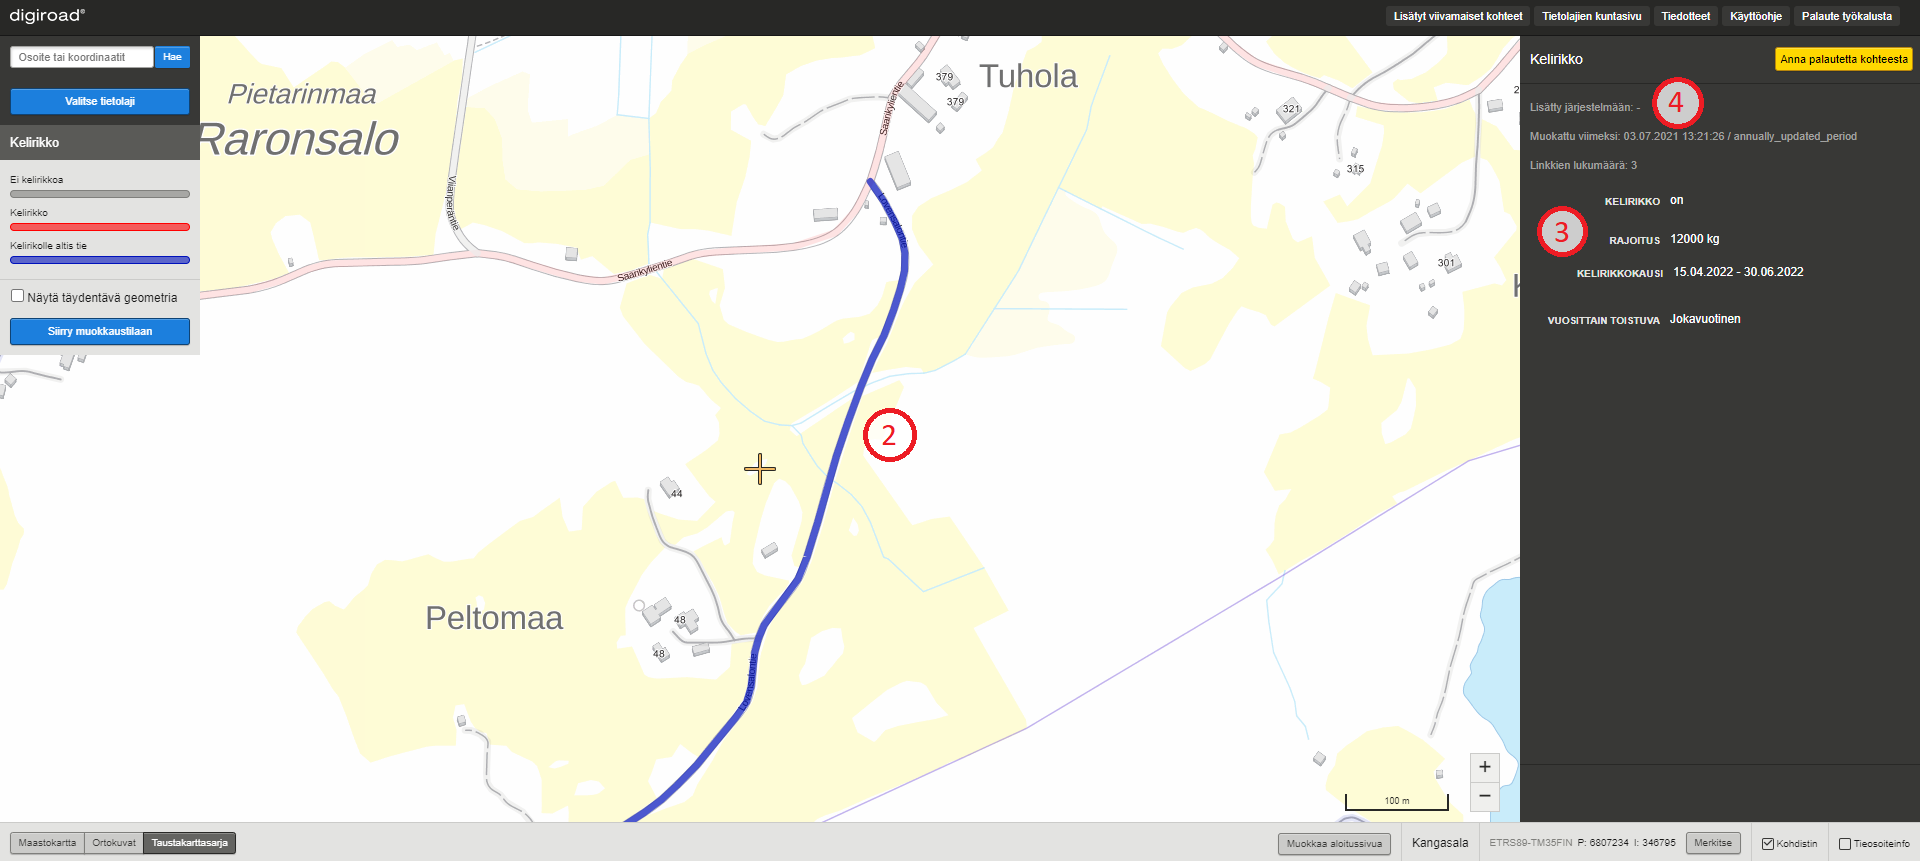 digiroad®
Lisätyt viivamaiset kohteet
Tietolajien kuntasivu
Tiedotteet
Käyttöohje
Palaute työkalusta
Osoite tai koordinaatit
Hae
Valitse tietolaji
Kelirikko
Ei kelirikkoa
Kelirikko
Kelirikolle altis tie
Näytä täydentävä geometria
Siirry muokkaustilaan
Pietarinmaa
Raronsalo
Tuhola
379
379
Saarikylientie
Viianperäntie
Saarikylientie
321
315
301
2
K
2
44
48
48
Peltomaa
100 m
+
−
Kelirikko
Anna palautetta kohteesta
Lisätty järjestelmään: -
4
Muokattu viimeksi: 03.07.2021 13:21:26 / annually_updated_period
Linkkien lukumäärä: 3
KELIRIKKO on
3
RAJOITUS 12000 kg
KELIRIKKOKAUSI 15.04.2022 - 30.06.2022
VUOSITTAIN TOISTUVA Jokavuotinen
Maastokartta
Ortokuvat
Taustakarttasarja
Muokkaa aloitussivua
Kangasala
ETRS89-TM35FIN P: 6807234 I: 346795
Merkitse
Kohdistin
Tieosoiteinfo